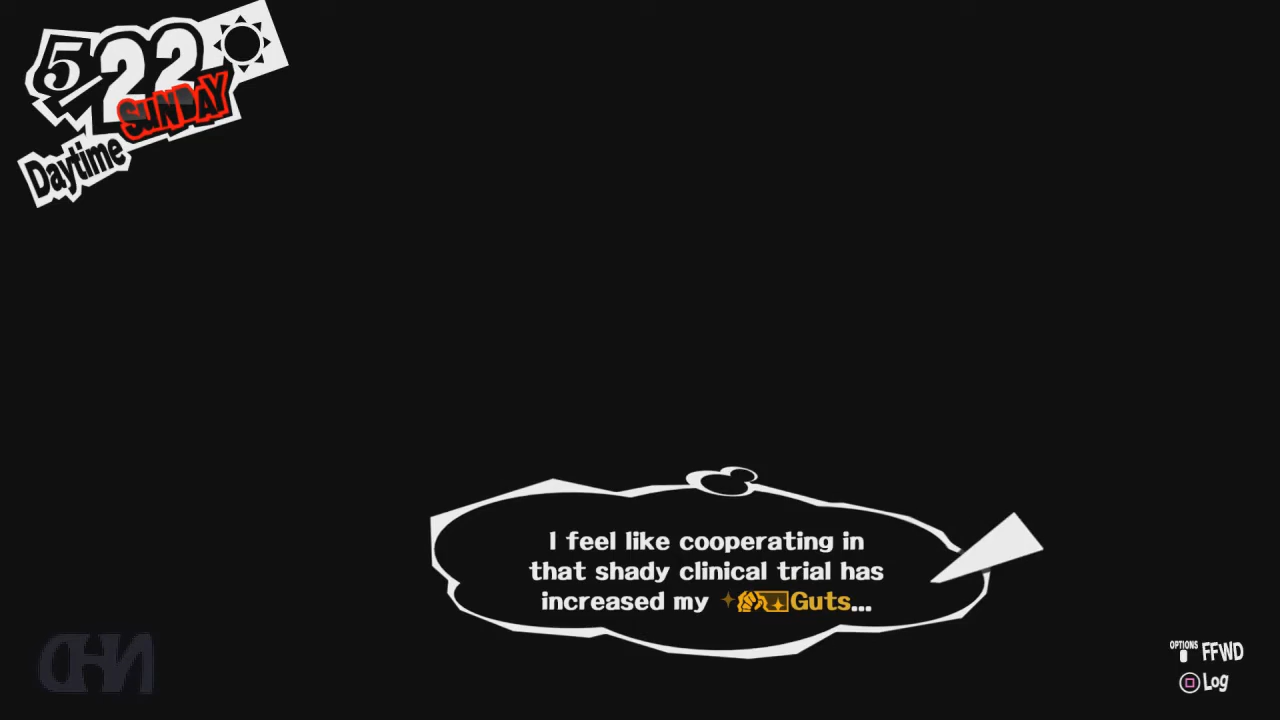 5/22
SUNDAY
Daytime
I feel like cooperating in
that shady clinical trial has
increased my Guts...
OPTIONS FFWD
Log